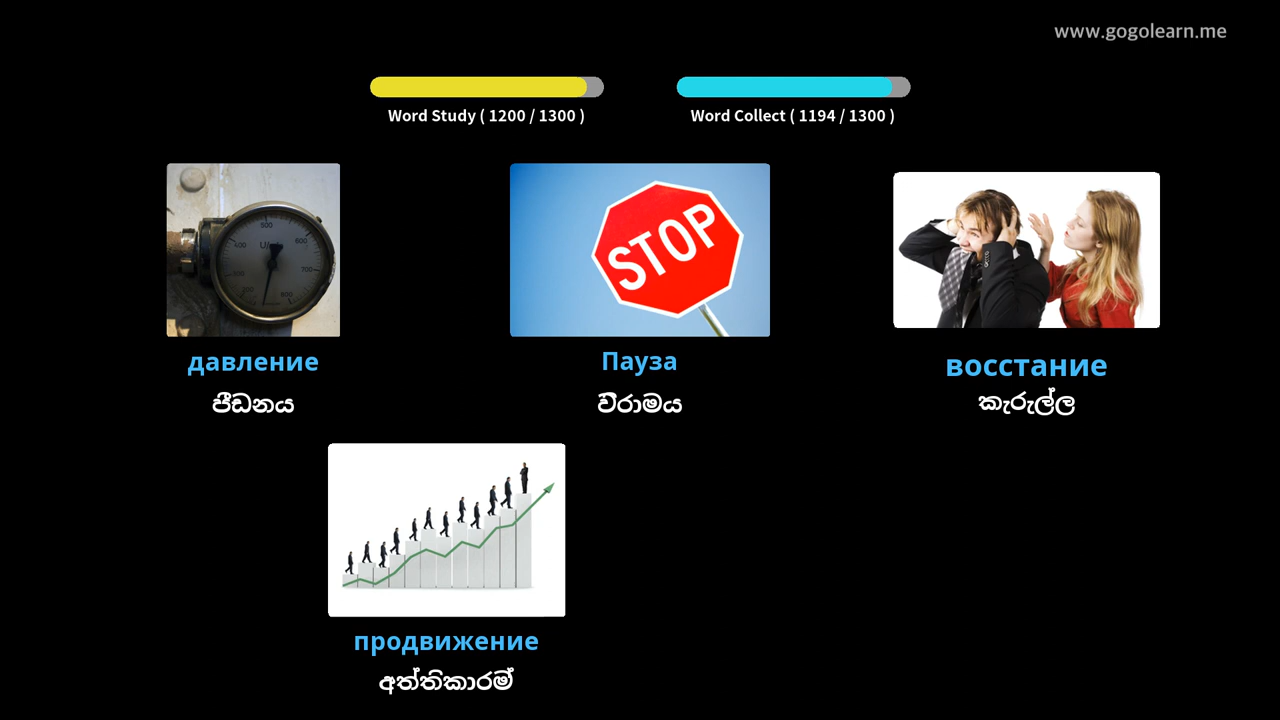 www.gogolearn.me
Word Study ( 1200 / 1300 )
Word Collect ( 1194 / 1300 )
STOP
давление
Пауза
восстание
පීඩනය
විරාමය
කැරුල්ල
продвижение
අත්තිකාරම්